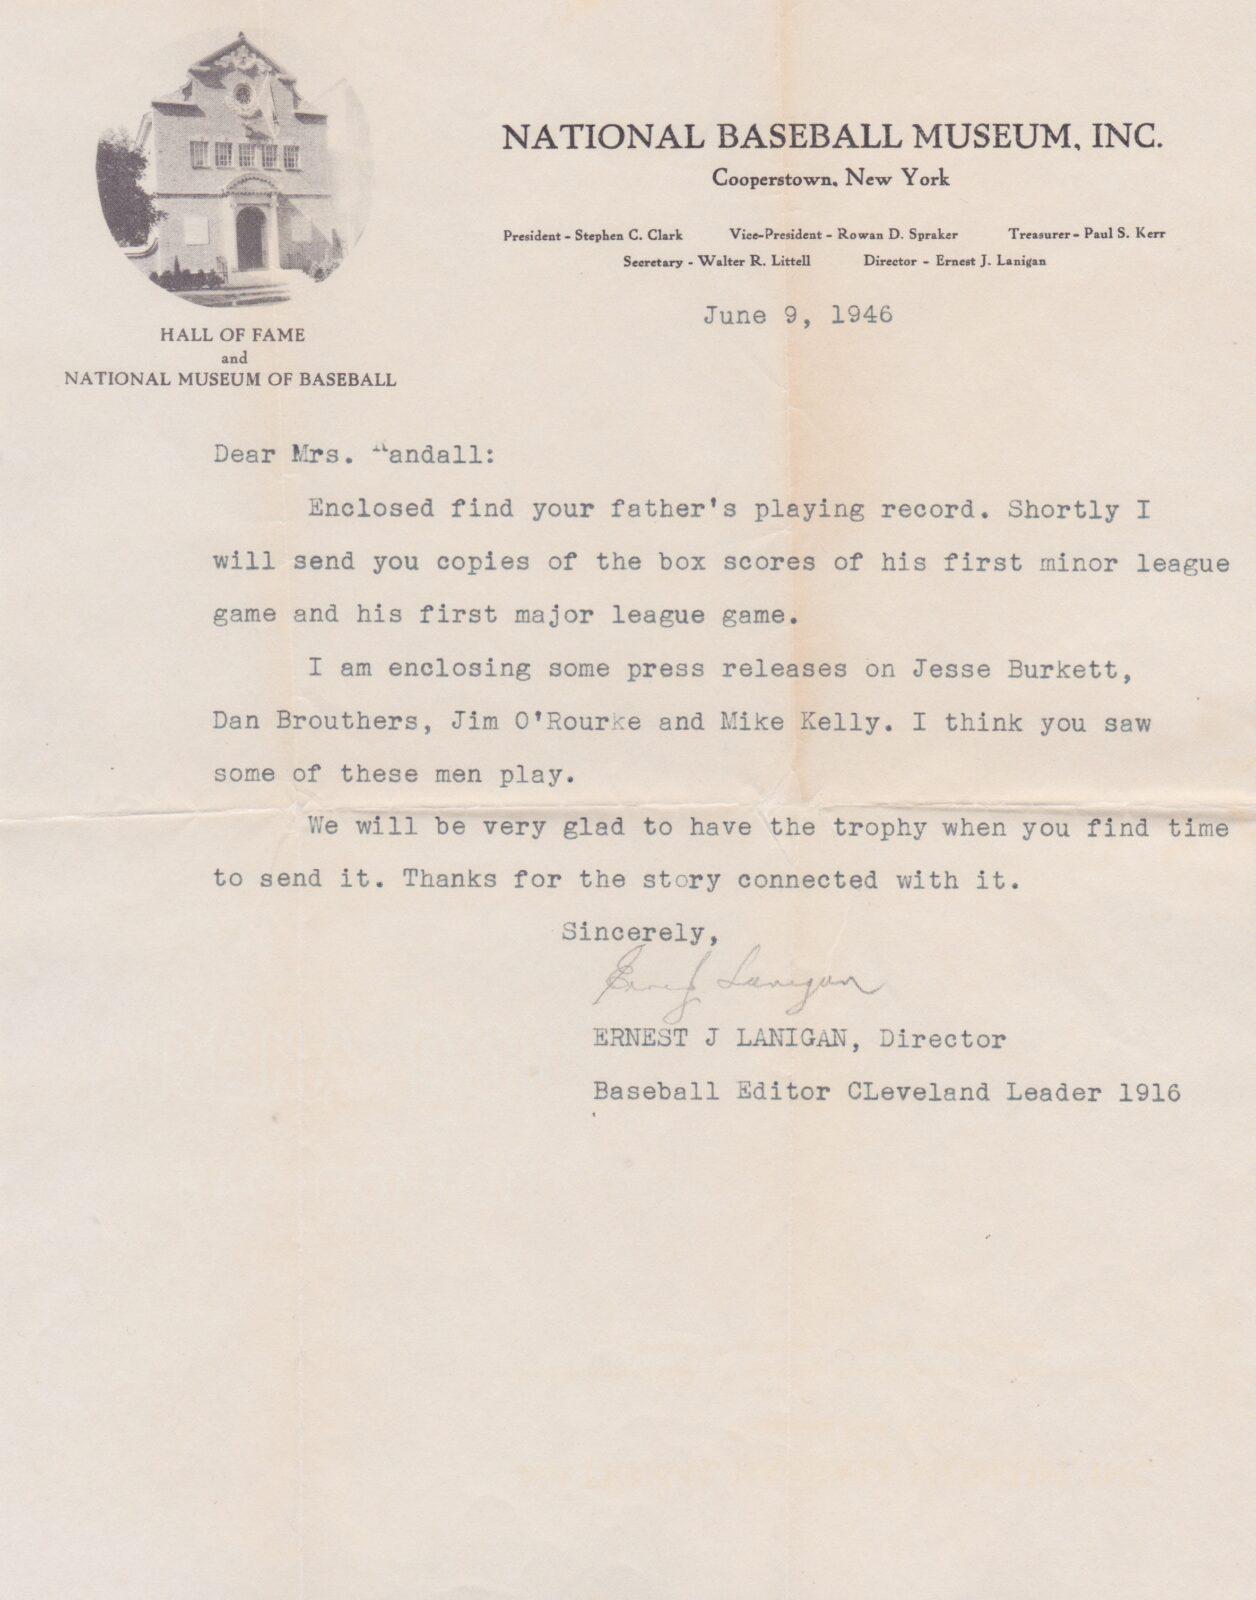 NATIONAL BASEBALL MUSEUM, INC.
Cooperstown, New York
President - Stephen C. Clark Vice-President - Rowan D. Spraker Treasurer - Paul S. Kerr
Secretary - Walter R. Littell Director - Ernest J. Lanigan
June 9, 1946
HALL OF FAME
and
NATIONAL MUSEUM OF BASEBALL
Dear Mrs. Randall:
Enclosed find your father's playing record. Shortly I
will send you copies of the box scores of his first minor league
game and his first major league game.
I am enclosing some press releases on Jesse Burkett,
Dan Brouthers, Jim O'Rourke and Mike Kelly. I think you saw
some of these men play.
We will be very glad to have the trophy when you find time
to send it. Thanks for the story connected with it.
Sincerely,
Ernest J Lanigan
ERNEST J LANIGAN, Director
Baseball Editor CLeveland Leader 1916